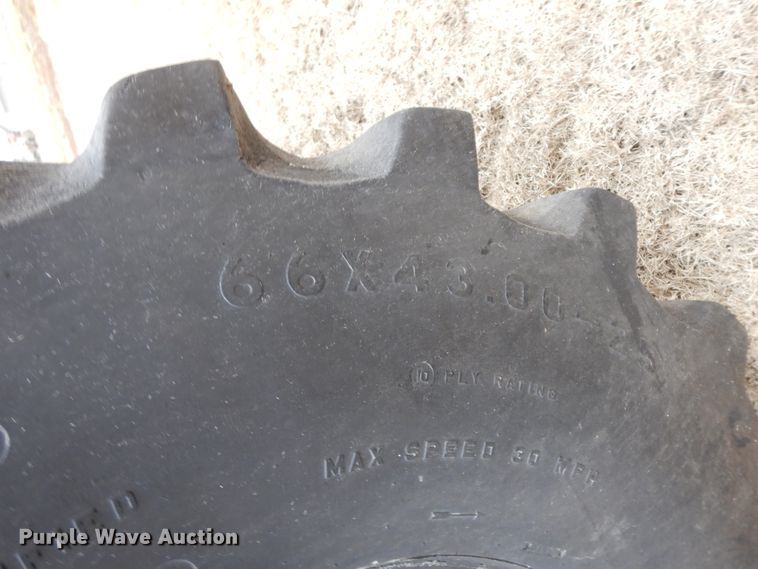 66X43.00-
10 PLY RATING
MAX SPEED 30 MPH
Purple Wave Auction